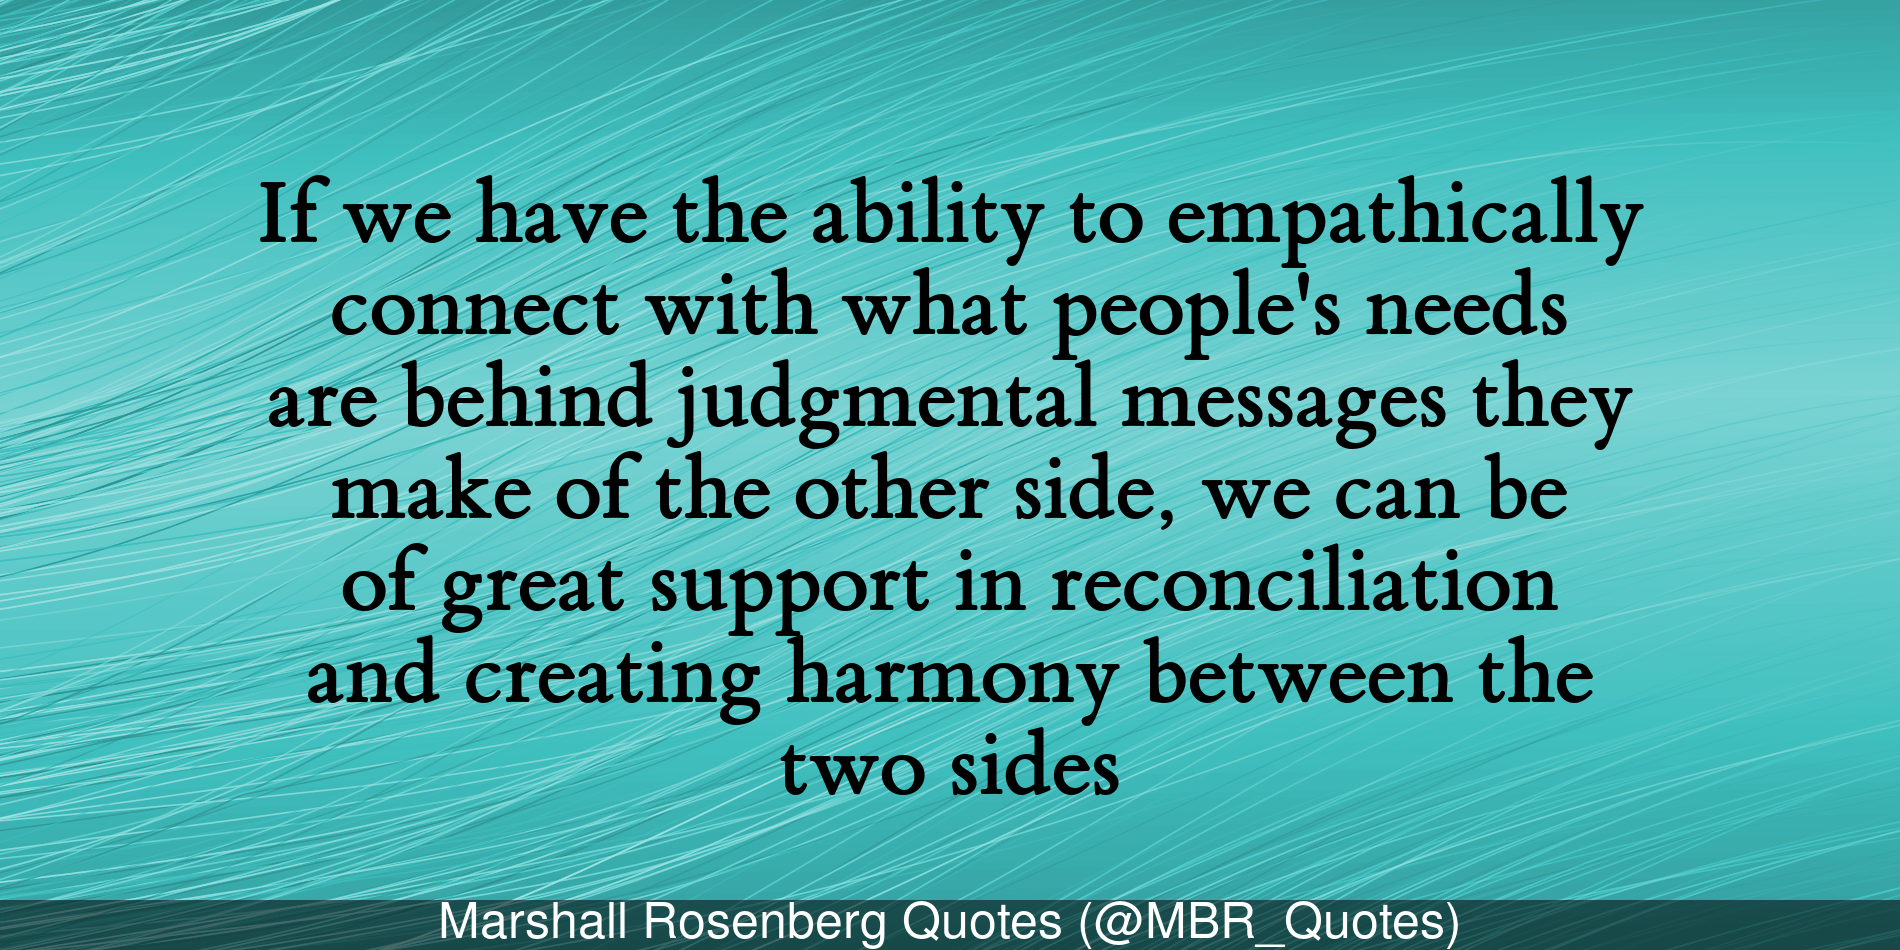 If we have the ability to empathically
connect with what people's needs
are behind judgmental messages they
make of the other side, we can be
of great support in reconciliation
and creating harmony between the
two sides
Marshall Rosenberg Quotes (@MBR_Quotes)